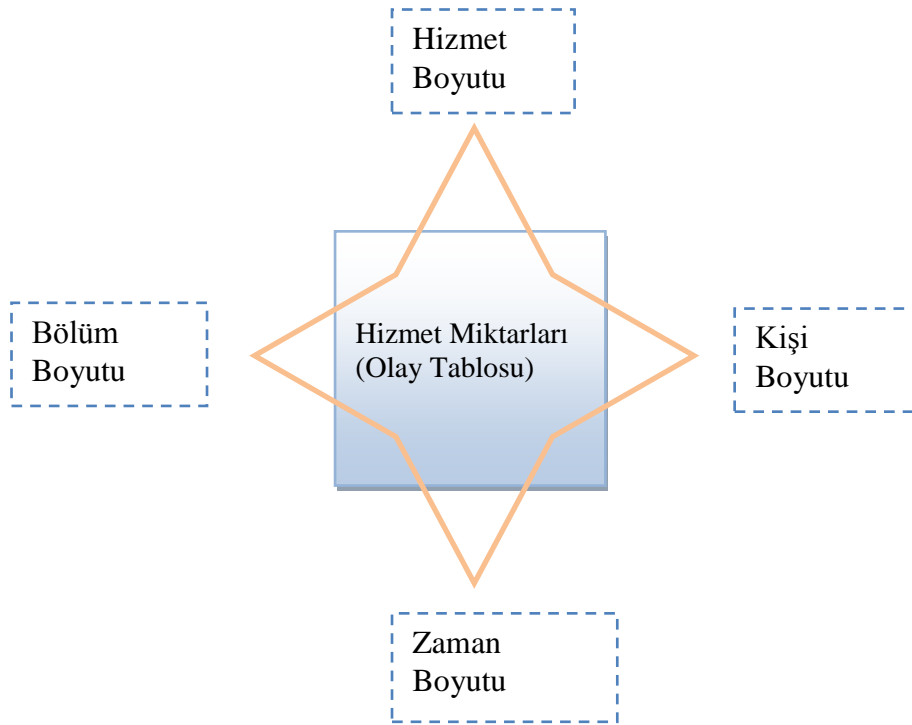 Hizmet
Boyutu
Bölüm
Boyutu
Hizmet Miktarları
(Olay Tablosu)
Kişi
Boyutu
Zaman
Boyutu